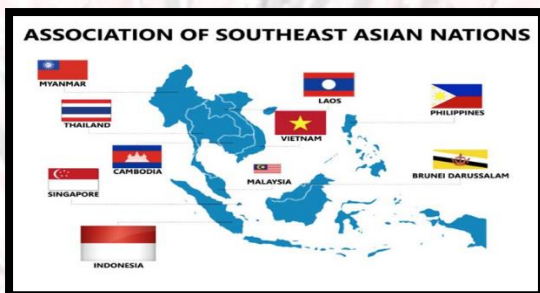 ASSOCIATION OF SOUTHEAST ASIAN NATIONS
MYANMAR
LAOS
PHILIPPINES
THAILAND
VIETNAM
CAMBODIA
MALAYSIA
BRUNEI DARUSSALAM
SINGAPORE
INDONESIA